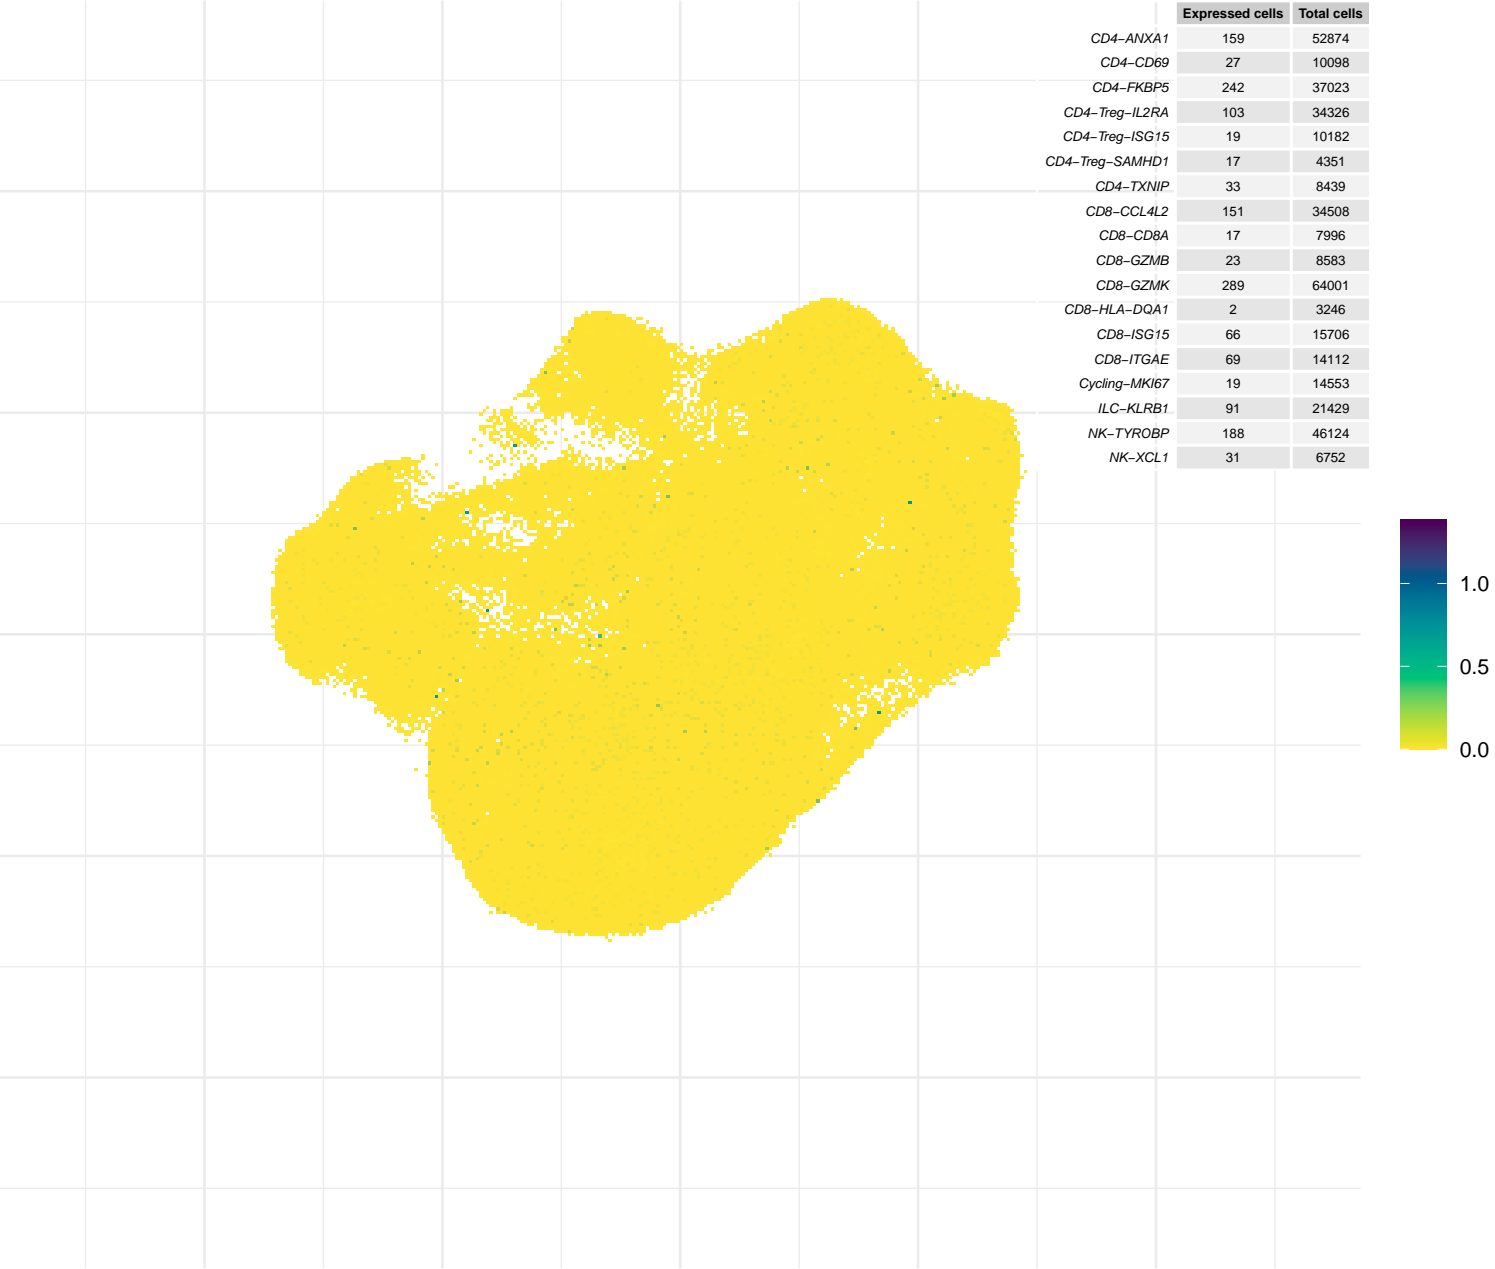 Expressed cells Total cells
CD4−ANXA1 159 52874
CD4−CD69 27 10098
CD4−FKBP5 242 37023
CD4−Treg−IL2RA 103 34326
CD4−Treg−ISG15 19 10182
CD4−Treg−SAMHD1 17 4351
CD4−TXNIP 33 8439
CD8−CCL4L2 151 34508
CD8−CD8A 17 7996
CD8−GZMB 23 8583
CD8−GZMK 289 64001
CD8−HLA−DQA1 2 3246
CD8−ISG15 66 15706
CD8−ITGAE 69 14112
Cycling−MKI67 19 14553
ILC−KLRB1 91 21429
NK−TYROBP 188 46124
NK−XCL1 31 6752
1.0
0.5
0.0